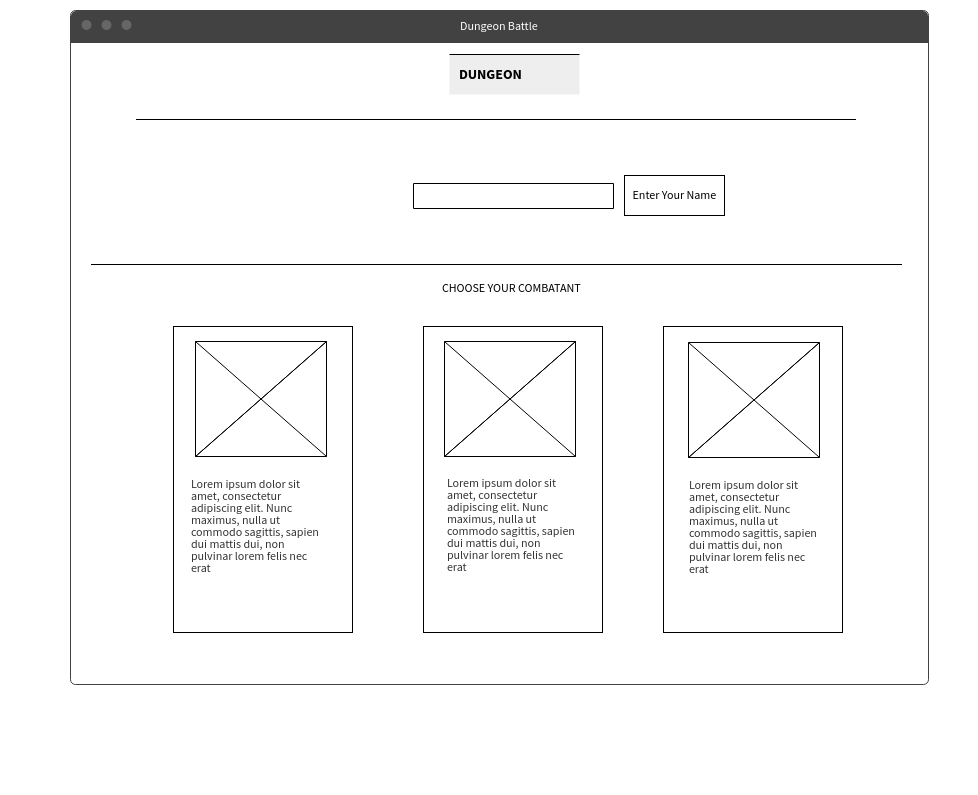 Dungeon Battle
DUNGEON
Enter Your Name
CHOOSE YOUR COMBATANT
Lorem ipsum dolor sit
amet, consectetur
adipiscing elit. Nunc
maximus, nulla ut
commodo sagittis, sapien
dui mattis dui, non
pulvinar lorem felis nec
erat
Lorem ipsum dolor sit
amet, consectetur
adipiscing elit. Nunc
maximus, nulla ut
commodo sagittis, sapien
dui mattis dui, non
pulvinar lorem felis nec
erat
Lorem ipsum dolor sit
amet, consectetur
adipiscing elit. Nunc
maximus, nulla ut
commodo sagittis, sapien
dui mattis dui, non
pulvinar lorem felis nec
erat